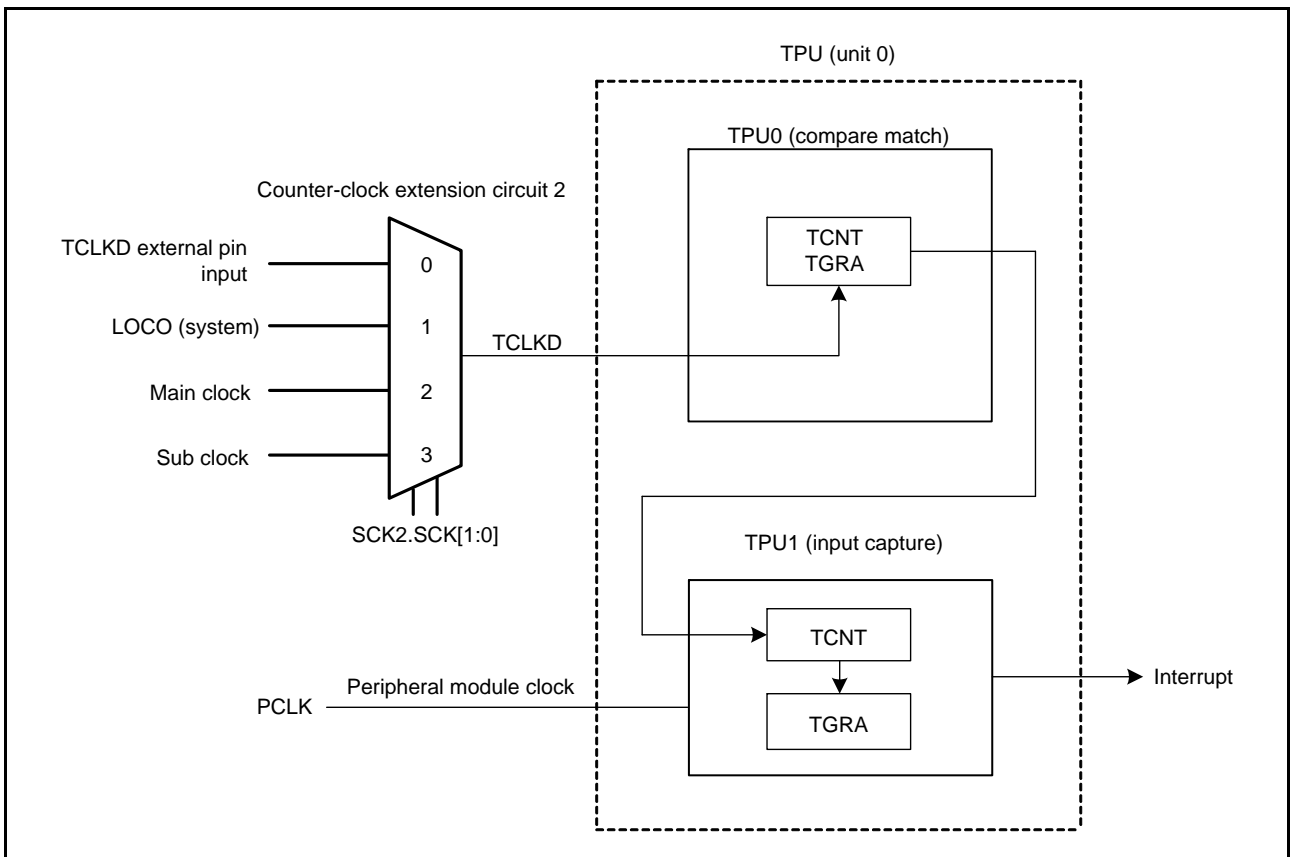 TPU (unit 0)
TPU0 (compare match)
Counter-clock extension circuit 2
TCLKD external pin
input
0
TCNT
TGRA
LOCO (system)
1
TCLKD
Main clock
2
Sub clock
3
SCK2.SCK[1:0]
TPU1 (input capture)
TCNT
Peripheral module clock
PCLK
TGRA
Interrupt